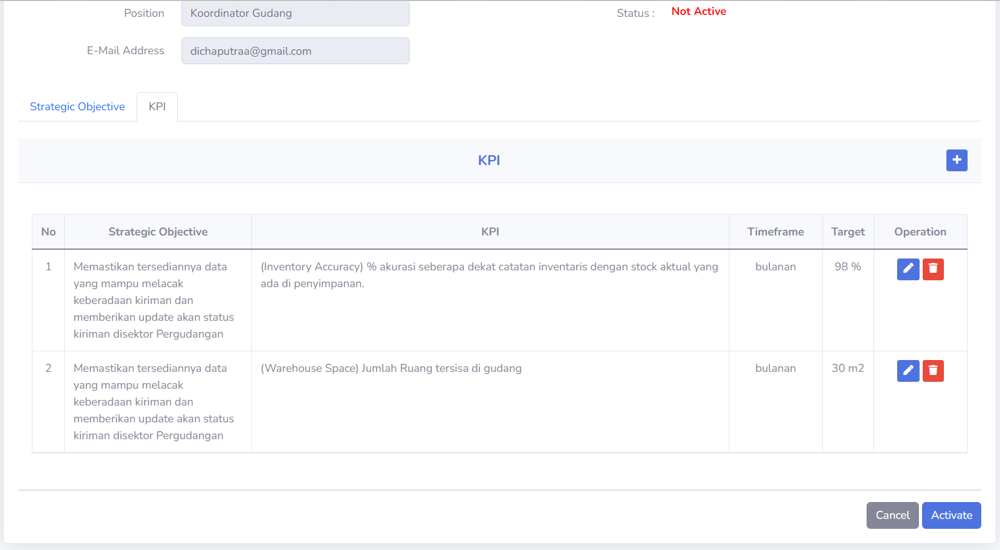 Position
Koordinator Gudang
Status :
Not Active
E-Mail Address
dichaputraa@gmail.com
Strategic Objective
KPI
KPI
No
Strategic Objective
KPI
Timeframe
Target
Operation
1
Memastikan tersediannya data
yang mampu melacak
keberadaan kiriman dan
memberikan update akan status
kiriman disektor Pergudangan
(Inventory Accuracy) % akurasi seberapa dekat catatan inventaris dengan stock aktual yang
ada di penyimpanan.
bulanan
98 %
2
Memastikan tersediannya data
yang mampu melacak
keberadaan kiriman dan
memberikan update akan status
kiriman disektor Pergudangan
(Warehouse Space) Jumlah Ruang tersisa di gudang
bulanan
30 m2
Cancel
Activate